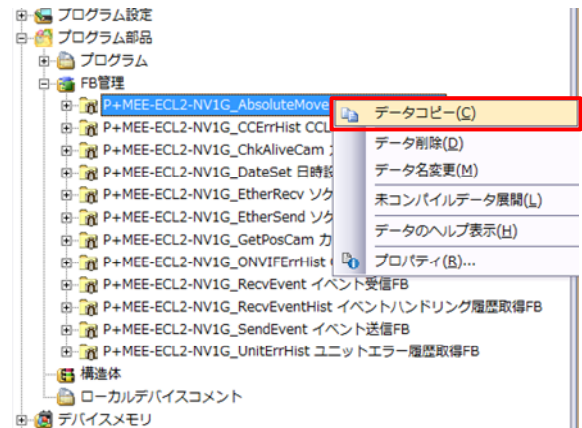 プログラム設定
プログラム部品
プログラム
FB管理
P+MEE-ECL2-NV1G_AbsoluteMove
データコピー(C)
P+MEE-ECL2-NV1G_CCErrHist CCL
データ削除(D)
P+MEE-ECL2-NV1G_ChkAliveCam
データ名変更(M)
P+MEE-ECL2-NV1G_DateSet 日時設
P+MEE-ECL2-NV1G_EtherRecv ソケ
未コンパイルデータ展開(L)
P+MEE-ECL2-NV1G_EtherSend ソケ
データのヘルプ表示(H)
P+MEE-ECL2-NV1G_GetPosCam カ
P+MEE-ECL2-NV1G_ONVIFErrHist
プロパティ(R)...
P+MEE-ECL2-NV1G_RecvEvent イベント受信FB
P+MEE-ECL2-NV1G_RecvEventHist イベントハンドリング履歴取得FB
P+MEE-ECL2-NV1G_SendEvent イベント送信FB
P+MEE-ECL2-NV1G_UnitErrHist ユニットエラー履歴取得FB
構造体
ローカルデバイスコメント
デバイスメモリ